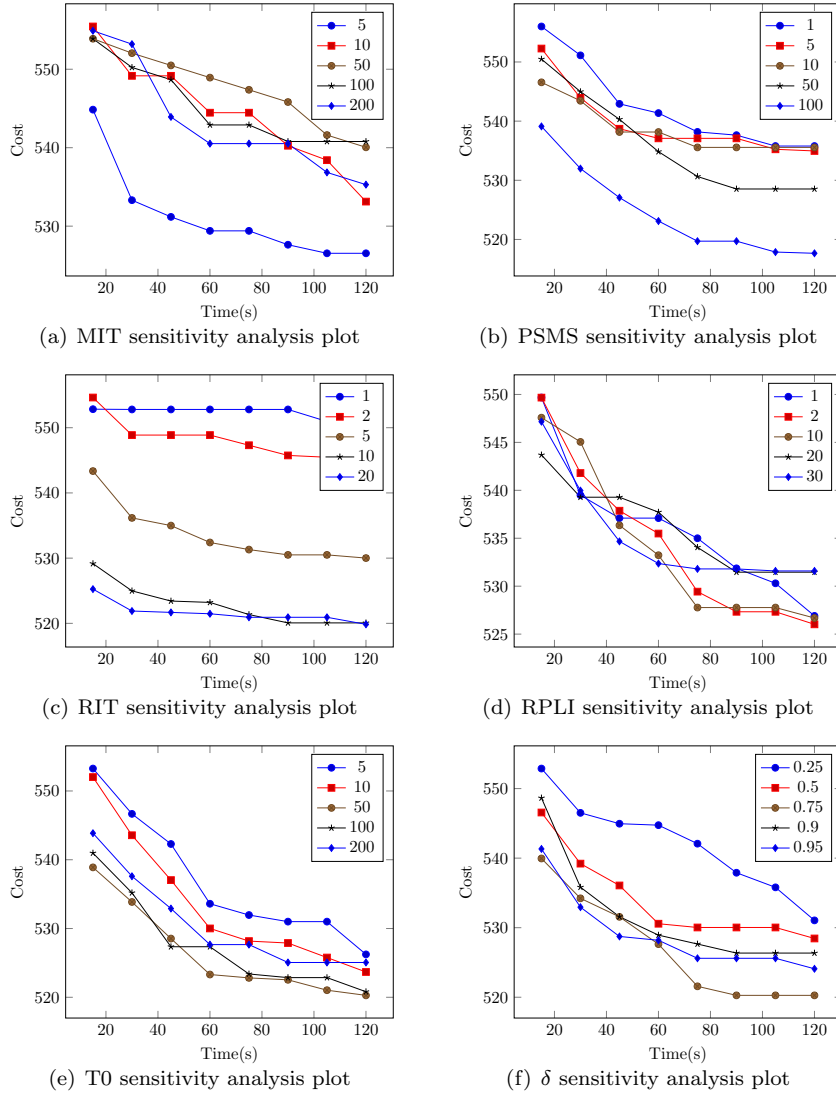 5
10
50
100
200
550
540
530
20 40 60 80 100 120
Cost
Time(s)
(a) MIT sensitivity analysis plot
1
5
10
50
100
550
540
530
520
20 40 60 80 100 120
Cost
Time(s)
(b) PSMS sensitivity analysis plot
1
2
5
10
20
550
540
530
520
20 40 60 80 100 120
Cost
Time(s)
(c) RIT sensitivity analysis plot
1
2
10
20
30
550
545
540
535
530
525
20 40 60 80 100 120
Cost
Time(s)
(d) RPLI sensitivity analysis plot
5
10
50
100
200
550
540
530
520
20 40 60 80 100 120
Cost
Time(s)
(e) T0 sensitivity analysis plot
0.25
0.5
0.75
0.9
0.95
550
540
530
520
20 40 60 80 100 120
Cost
Time(s)
(f) δ sensitivity analysis plot